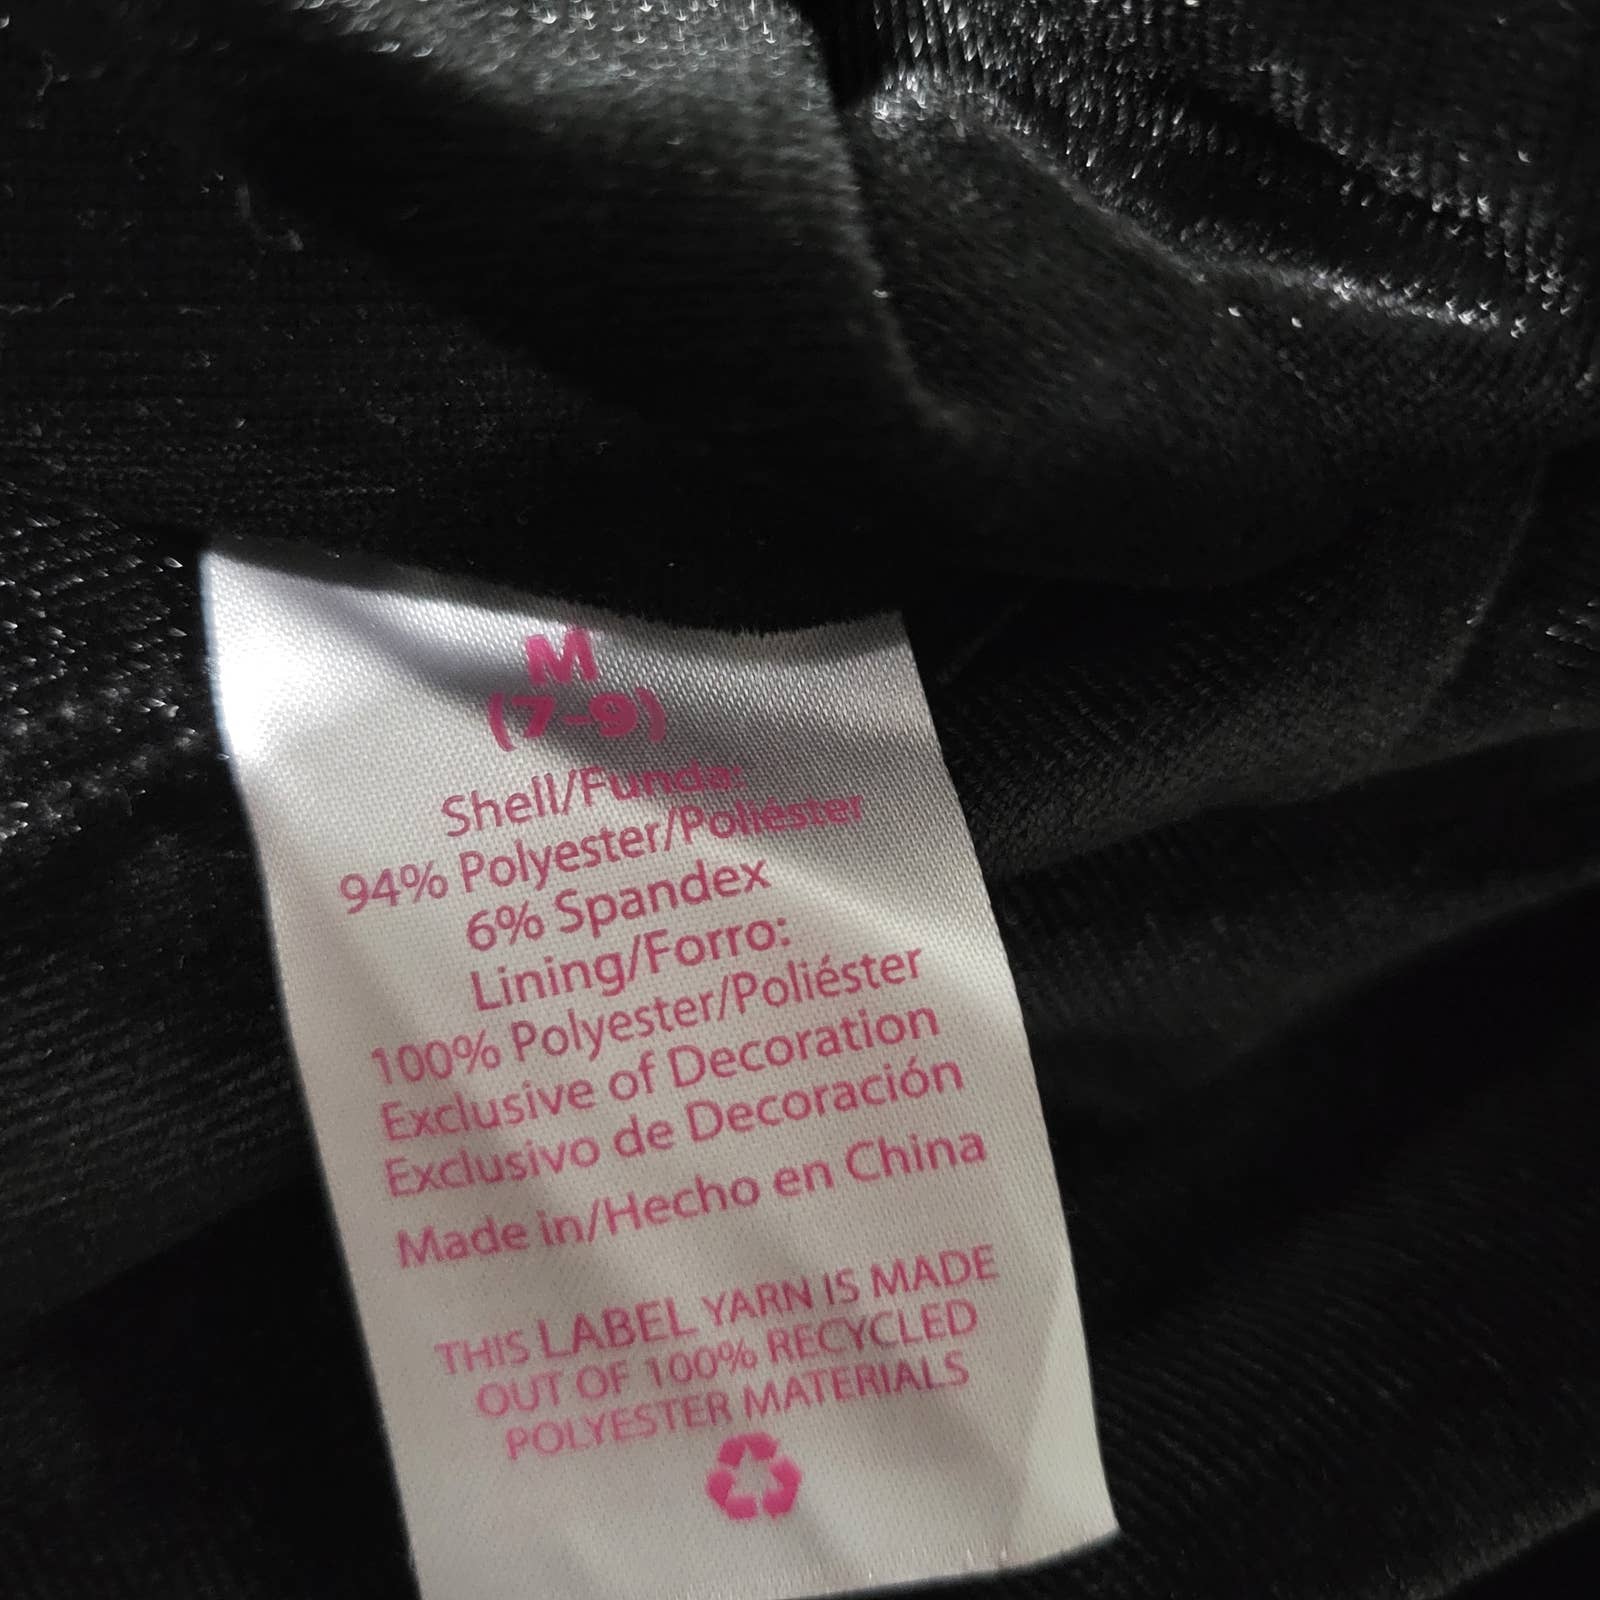 M
(7-9)
Shell/Funda:
94% Polyester/Poliéster
6% Spandex
Lining/Forro:
100% Polyester/Poliéster
Exclusive of Decoration
Exclusivo de Decoración
Made in/Hecho en China
THIS LABEL YARN IS MADE
OUT OF 100% RECYCLED
POLYESTER MATERIALS